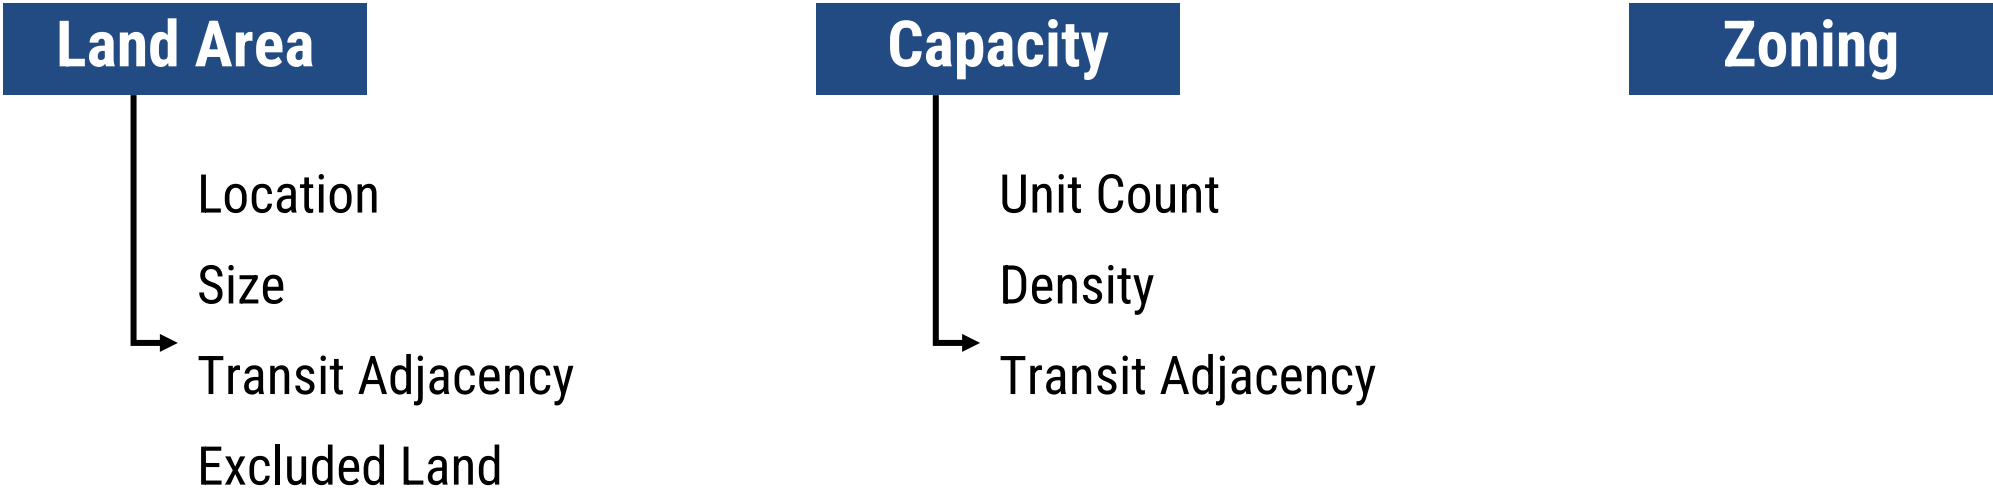 Land Area
Location
Size
Transit Adjacency
Excluded Land
Capacity
Unit Count
Density
Transit Adjacency
Zoning